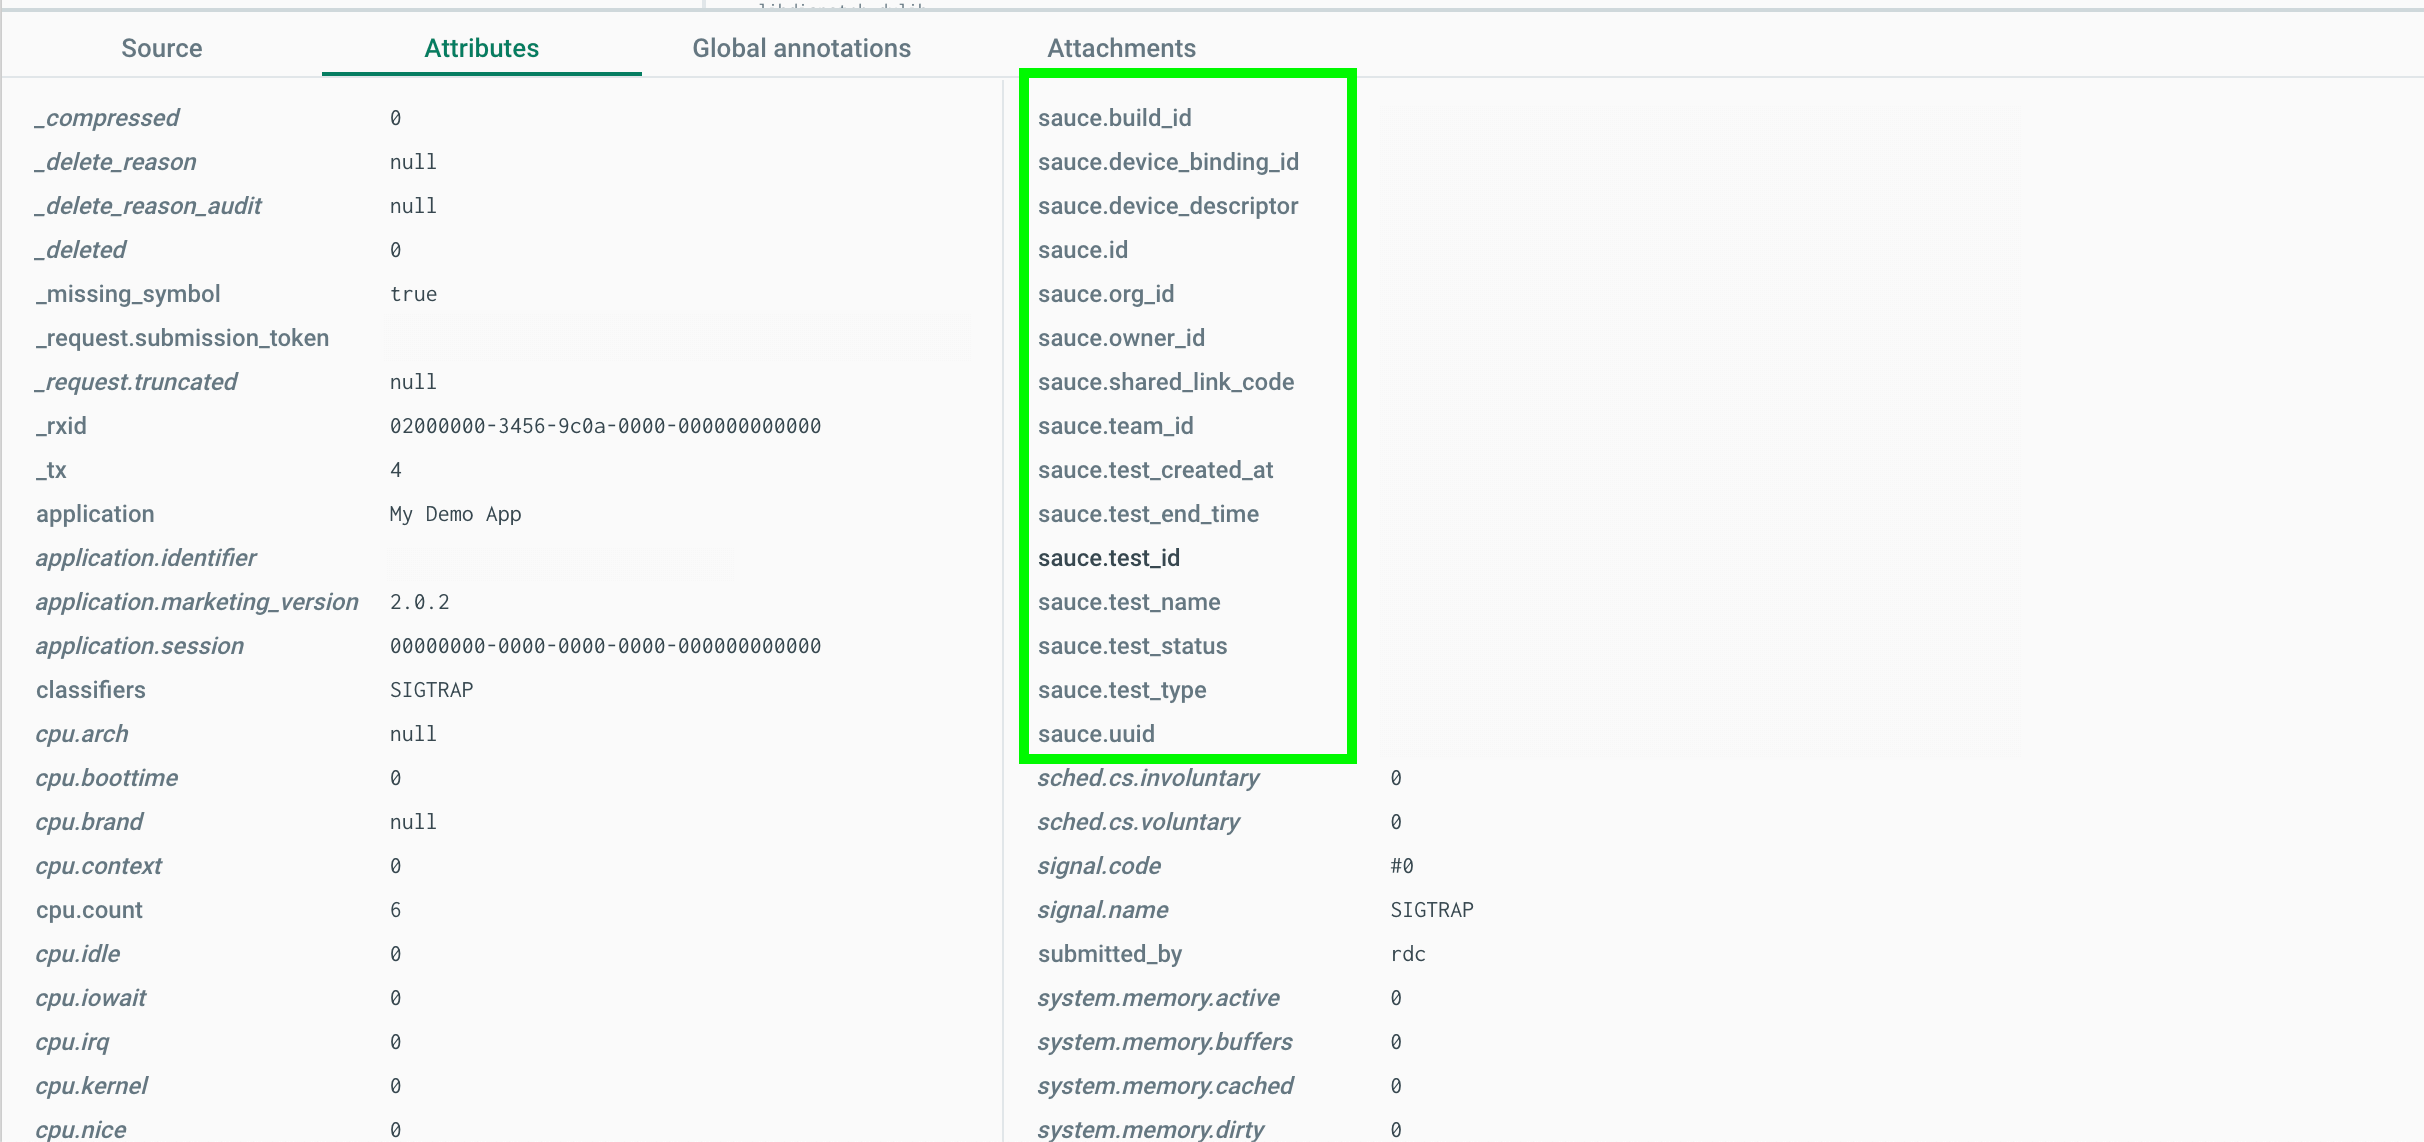 Source Attributes Global annotations Attachments
_compressed 0
_delete_reason null
_delete_reason_audit null
_deleted 0
_missing_symbol true
_request.submission_token
_request.truncated null
_rxid 02000000-3456-9c0a-0000-000000000000
_tx 4
application My Demo App
application.identifier
application.marketing_version 2.0.2
application.session 00000000-0000-0000-0000-000000000000
classifiers SIGTRAP
cpu.arch null
cpu.boottime 0
cpu.brand null
cpu.context 0
cpu.count 6
cpu.idle 0
cpu.iowait 0
cpu.irq 0
cpu.kernel 0
cpu.nice 0
sauce.build_id
sauce.device_binding_id
sauce.device_descriptor
sauce.id
sauce.org_id
sauce.owner_id
sauce.shared_link_code
sauce.team_id
sauce.test_created_at
sauce.test_end_time
sauce.test_id
sauce.test_name
sauce.test_status
sauce.test_type
sauce.uuid
sched.cs.involuntary 0
sched.cs.voluntary 0
signal.code #0
signal.name SIGTRAP
submitted_by rdc
system.memory.active 0
system.memory.buffers 0
system.memory.cached 0
system.memory.dirty 0